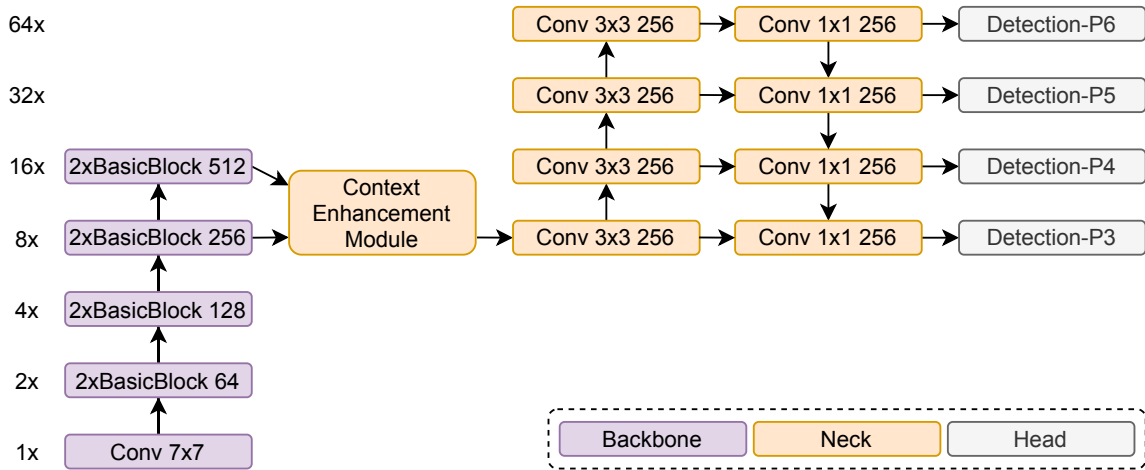 64x
Conv 3x3 256
Conv 1x1 256
Detection-P6
32x
Conv 3x3 256
Conv 1x1 256
Detection-P5
16x
2xBasicBlock 512
Context
Enhancement
Module
Conv 3x3 256
Conv 1x1 256
Detection-P4
8x
2xBasicBlock 256
Conv 3x3 256
Conv 1x1 256
Detection-P3
4x
2xBasicBlock 128
2x
2xBasicBlock 64
1x
Conv 7x7
Backbone
Neck
Head